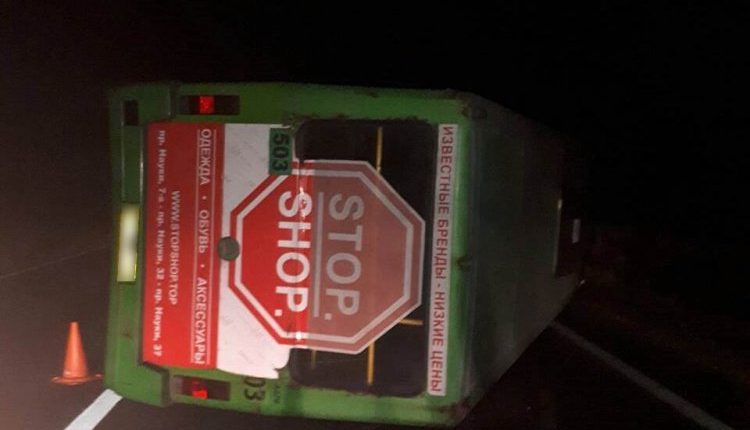 ИЗВЕСТНЫЕ БРЕНДЫ - НИЗКИЕ ЦЕНЫ
503
STOP.
SHOP.
ОДЕЖДА • ОБУВЬ • АКСЕССУАРЫ
WWW.STOPSHOP.TOP
пр. Науки, 7-а - пр. Науки, 32 - пр. Науки, 37
03